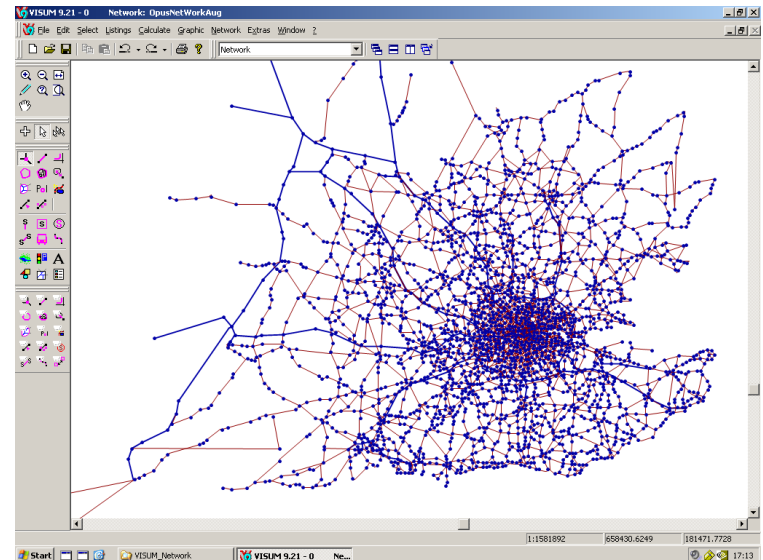 VISUM 9.21 - 0 Network: OpusNetWorkAug
File Edit Select Listings Calculate Graphic Network Extras Window ?
Network
Pol
S S S
S S
A
Pol
S S
1:1581892 658430.6249 181471.7728
Start VISUM_Network VISUM 9.21 - 0 Ne... 17:13